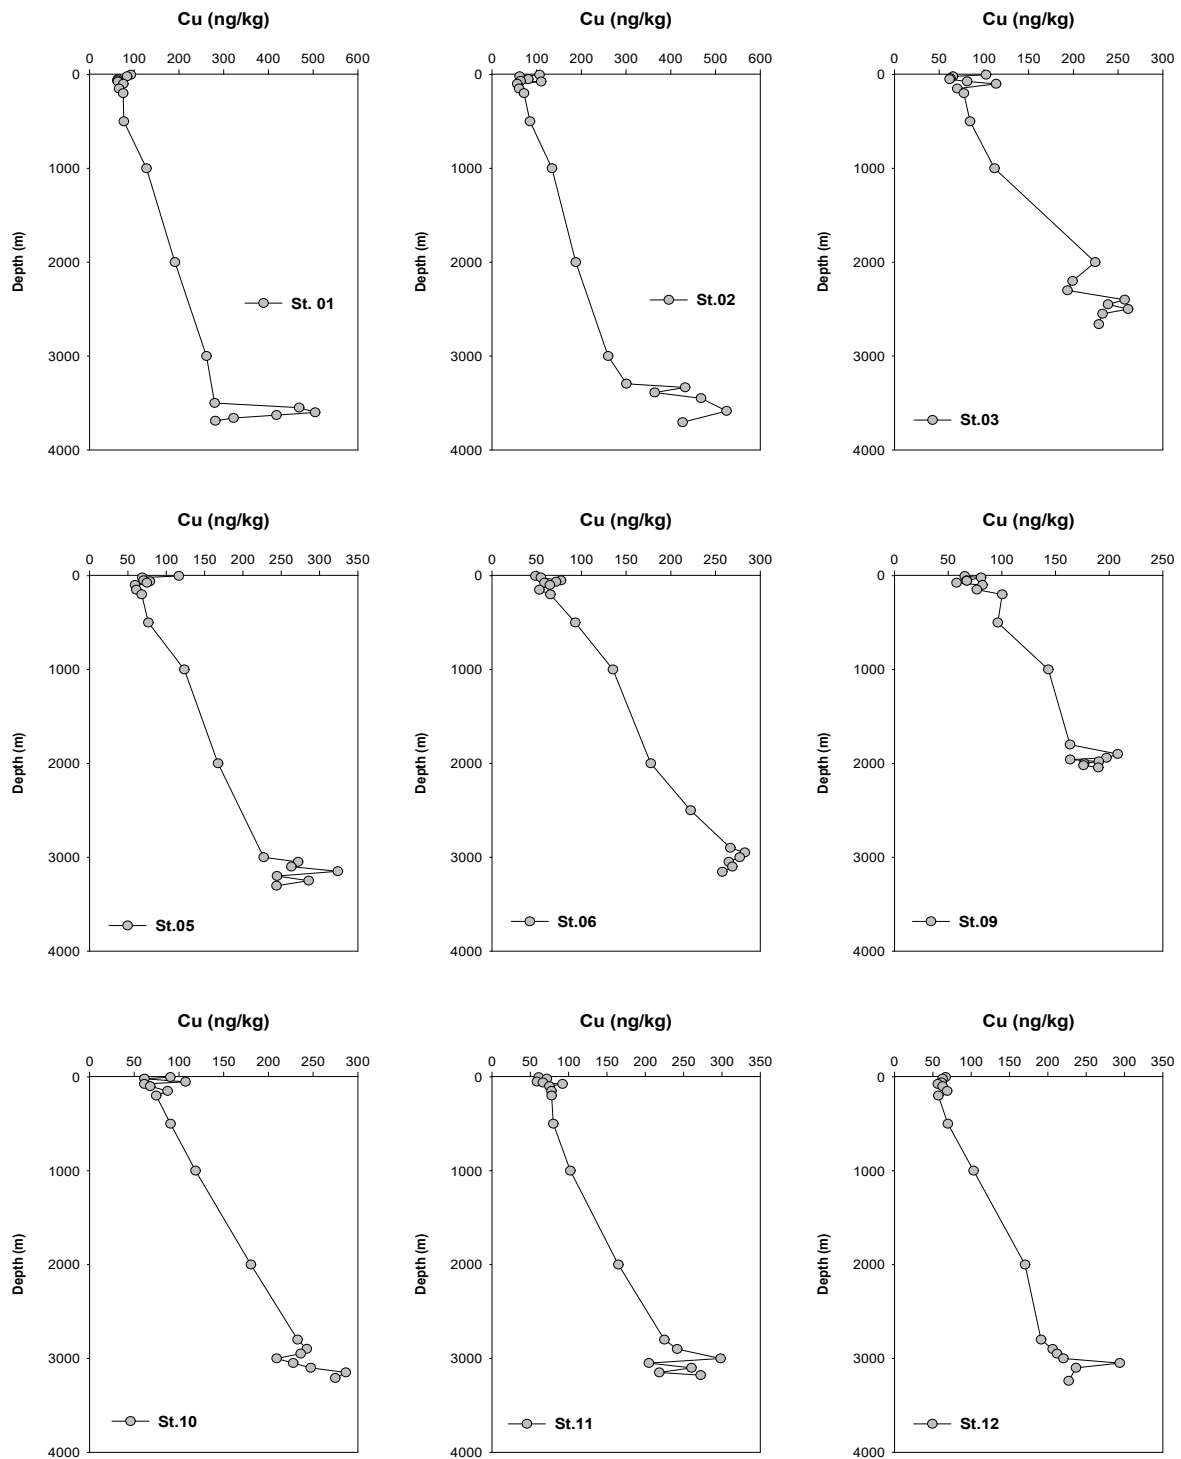 Cu (ng/kg) Cu (ng/kg) Cu (ng/kg)
0 100 200 300 400 500 600 0 100 200 300 400 500 600 0 50 100 150 200 250 300
0 0 0
1000 1000 1000
Depth (m) Depth (m) Depth (m)
2000 2000 2000
St. 01 St.02
3000 3000 3000
St.03
4000 4000 4000
Cu (ng/kg) Cu (ng/kg) Cu (ng/kg)
0 50 100 150 200 250 300 350 0 50 100 150 200 250 300 0 50 100 150 200 250
0 0 0
1000 1000 1000
Depth (m) Depth (m) Depth (m)
2000 2000 2000
3000 3000 3000
St.05 St.06 St.09
4000 4000 4000
Cu (ng/kg) Cu (ng/kg) Cu (ng/kg)
0 50 100 150 200 250 300 0 50 100 150 200 250 300 350 0 50 100 150 200 250 300 350
0 0 0
1000 1000 1000
Depth (m) Depth (m) Depth (m)
2000 2000 2000
3000 3000 3000
St.10 St.11 St.12
4000 4000 4000